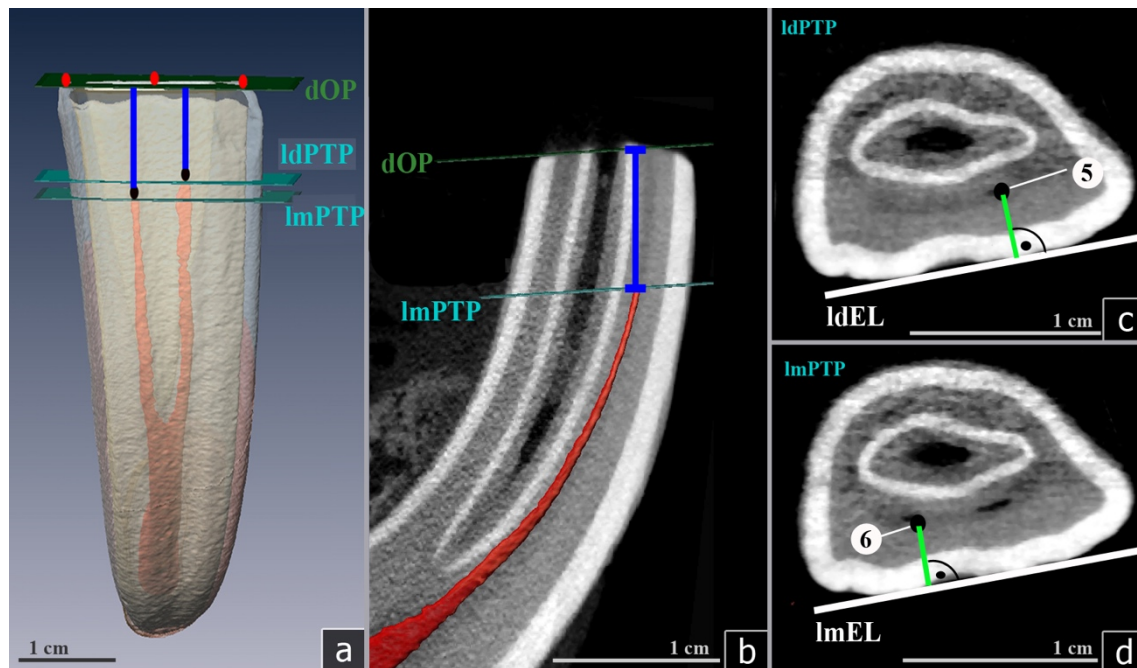 dOP
ldPTP
lmPTP
1 cm
a
dOP
lmPTP
1 cm
b
ldPTP
5
ldEL
1 cm
c
lmPTP
6
lmEL
1 cm
d